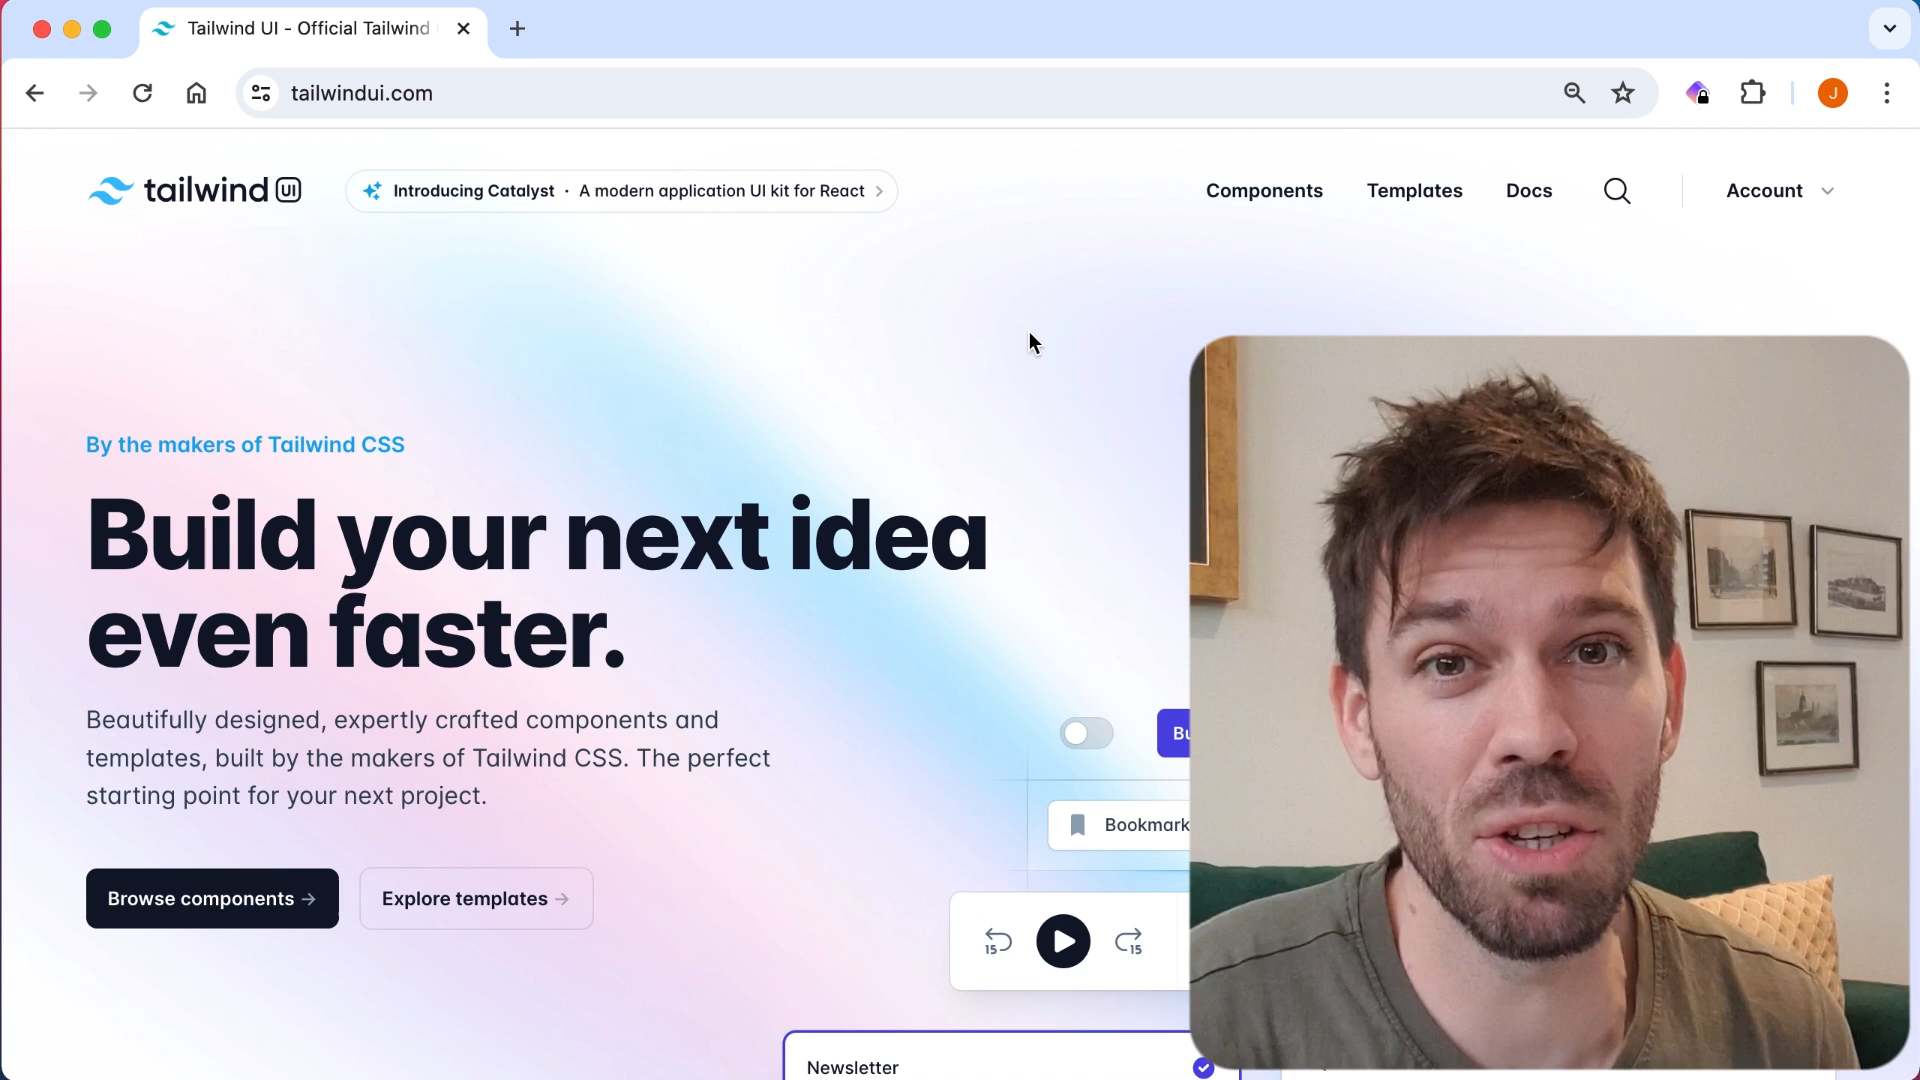 Tailwind UI - Official Tailwind
tailwindui.com
J
tailwind UI
Introducing Catalyst · A modern application UI kit for React
Components
Templates
Docs
Account
By the makers of Tailwind CSS
Build your next idea
even faster.
Beautifully designed, expertly crafted components and
templates, built by the makers of Tailwind CSS. The perfect
starting point for your next project.
Bu
Bookmark
Browse components →
Explore templates →
15
15
Newsletter